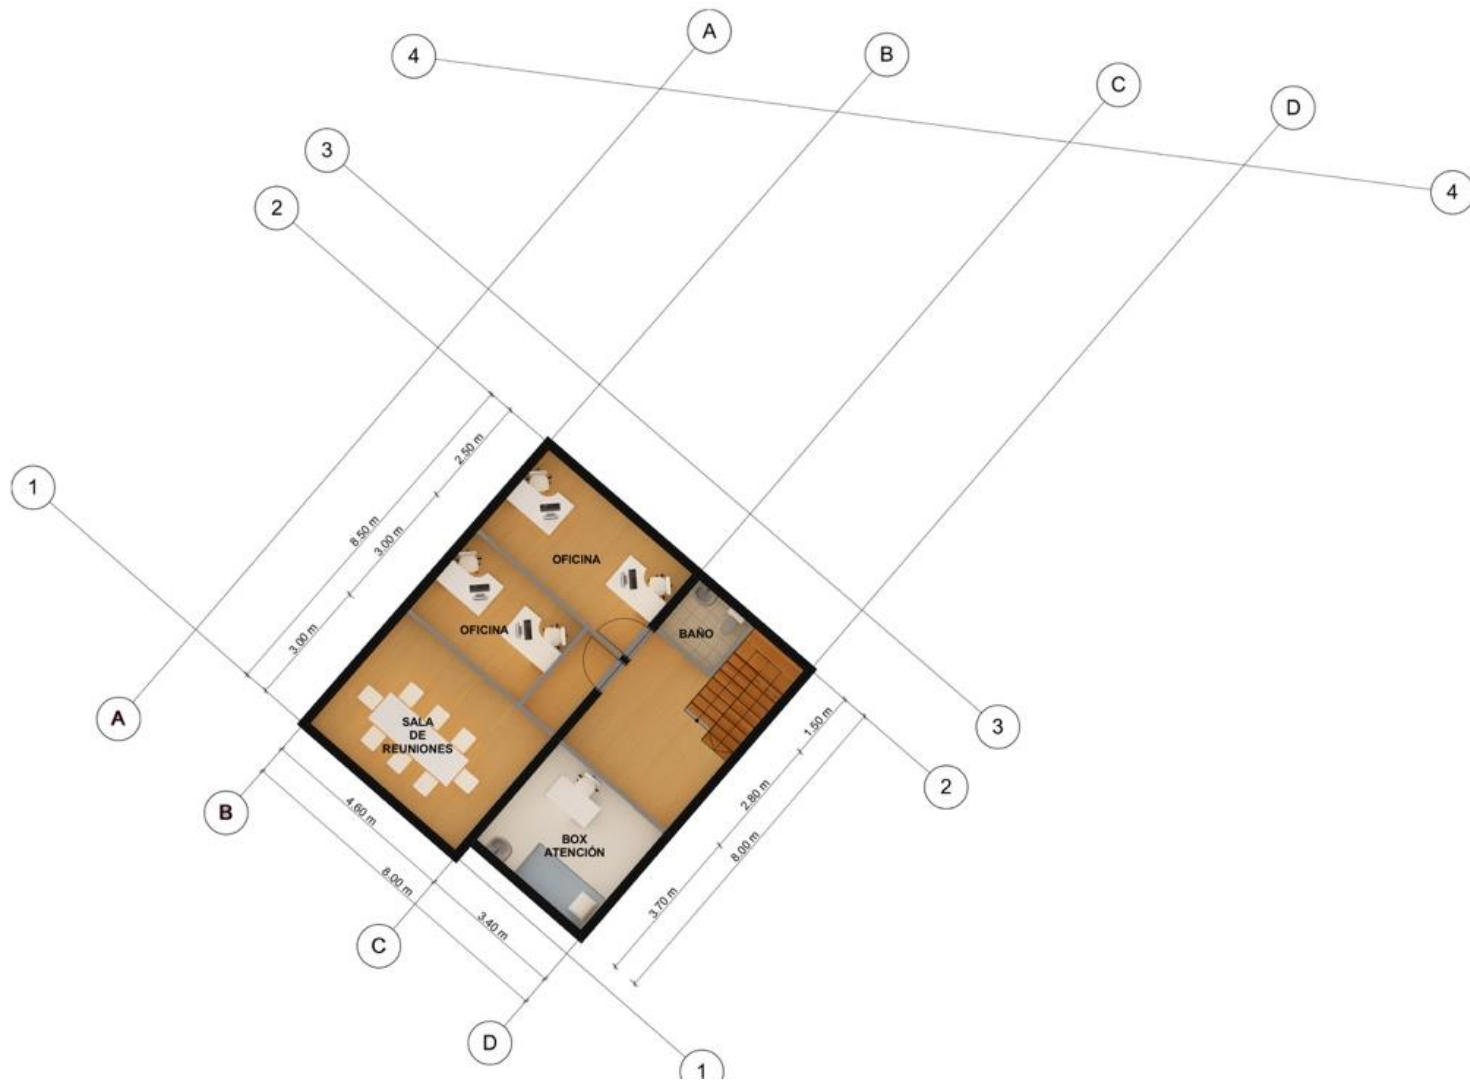 A
B
4
C
D
3
4
2
2.50 m
1
8.50 m
3.00 m
OFICINA
3.00 m
OFICINA
BAÑO
A
SALA
DE
REUNIONES
1.50 m
3
2
2.80 m
B
4.60 m
BOX
ATENCIÓN
8.00 m
8.00 m
3.70 m
3.40 m
C
D
1